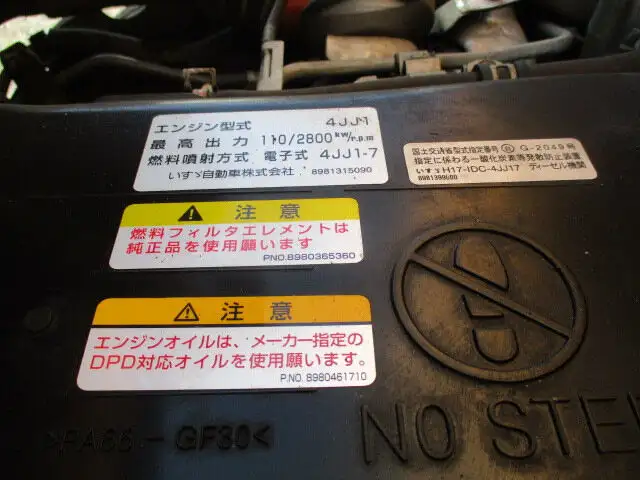 エンジン型式 4JJ1
最高出力 110/2800 kw/r.p.m
燃料噴射方式 電子式 4JJ1-7
いすゞ自動車株式会社 8981315090
国土交通省型式指定番号 Ⓑ G-2049号
指定に係わる一酸化炭素等発散防止装置
いすゞH17-IDC-4JJ17 ディーゼル機関
8981399600
注意
燃料フィルタエレメントは
純正品を使用願います
PNO.8980365360
注意
エンジンオイルは、メーカー指定の
DPD対応オイルを使用願います。
P.NO. 8980461710
>PA66-GF30<
NO STEP